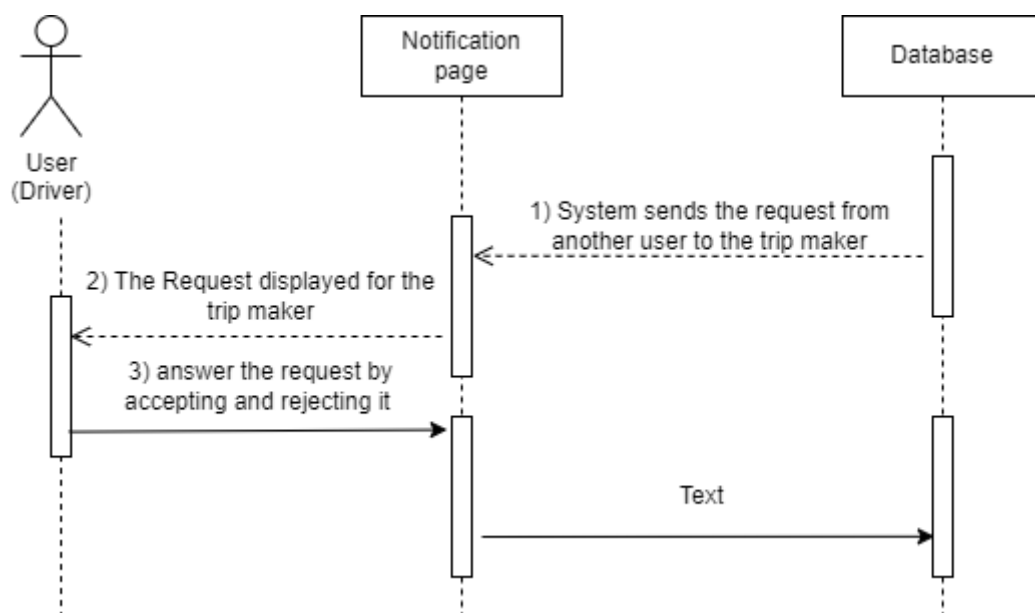 Notification
page
Database
User
(Driver)
1) System sends the request from
another user to the trip maker
2) The Request displayed for the
trip maker
3) answer the request by
accepting and rejecting it
Text